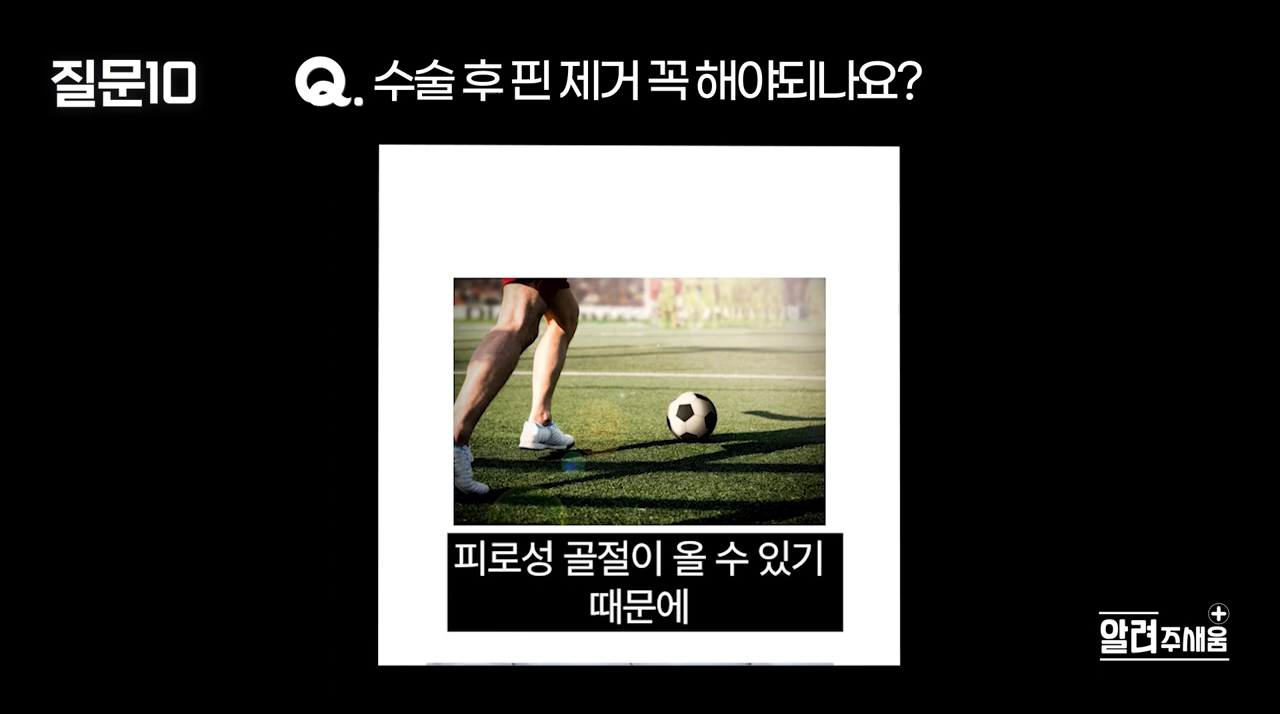 질문10
Q. 수술 후 핀 제거 꼭 해야되나요?
피로성 골절이 올 수 있기
때문에
알려주새움